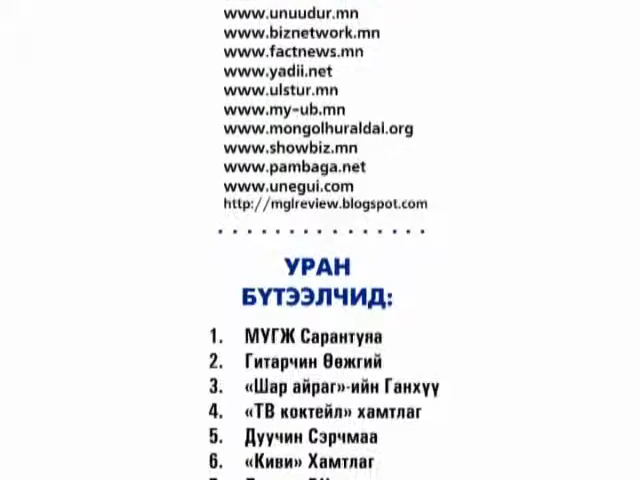 www.unuudur.mn
www.biznetwork.mn
www.factnews.mn
www.yadii.net
www.ulstur.mn
www.my-ub.mn
www.mongolhuraldal.org
www.showbiz.mn
www.pambaga.net
www.unegui.com
http://mglreview.blogspot.com
УРАН
БҮТЭЭЛЧИД:
1. МУГЖ Сарантуяа
2. Гитарчин Өөжгий
3. «Шар айраг»-ийн Ганхүү
4. «ТВ коктейл» хамтлаг
5. Дуучин Сэрчмаа
6. «Киви» Хамтлаг